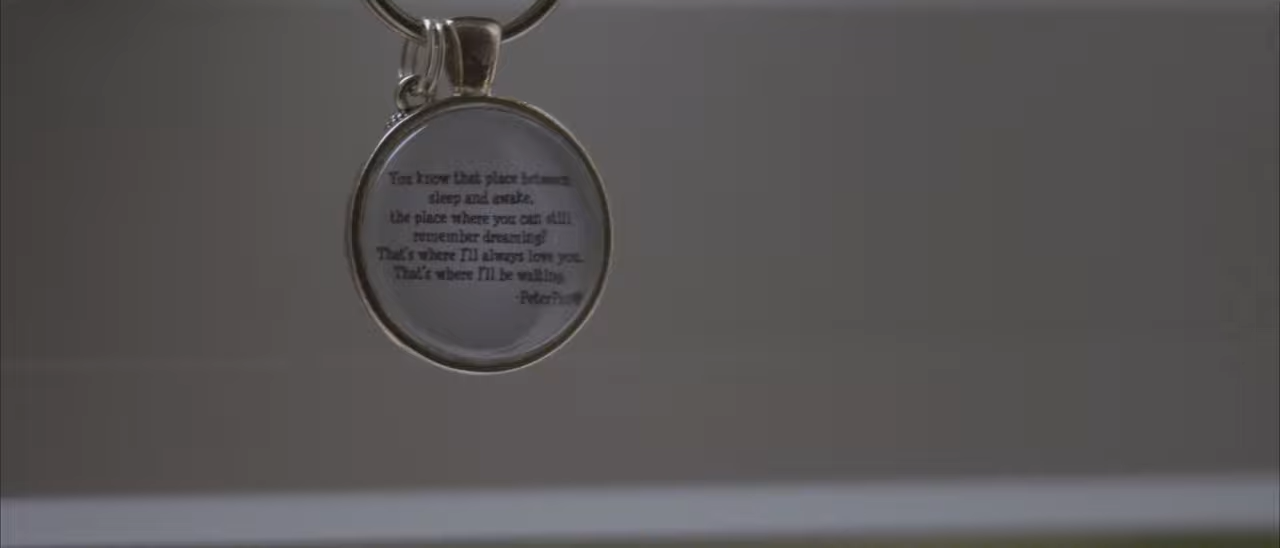 You know that place between
sleep and awake,
the place where you can still
remember dreaming?
That's where I'll always love you.
That's where I'll be waiting.
-Peter Pan